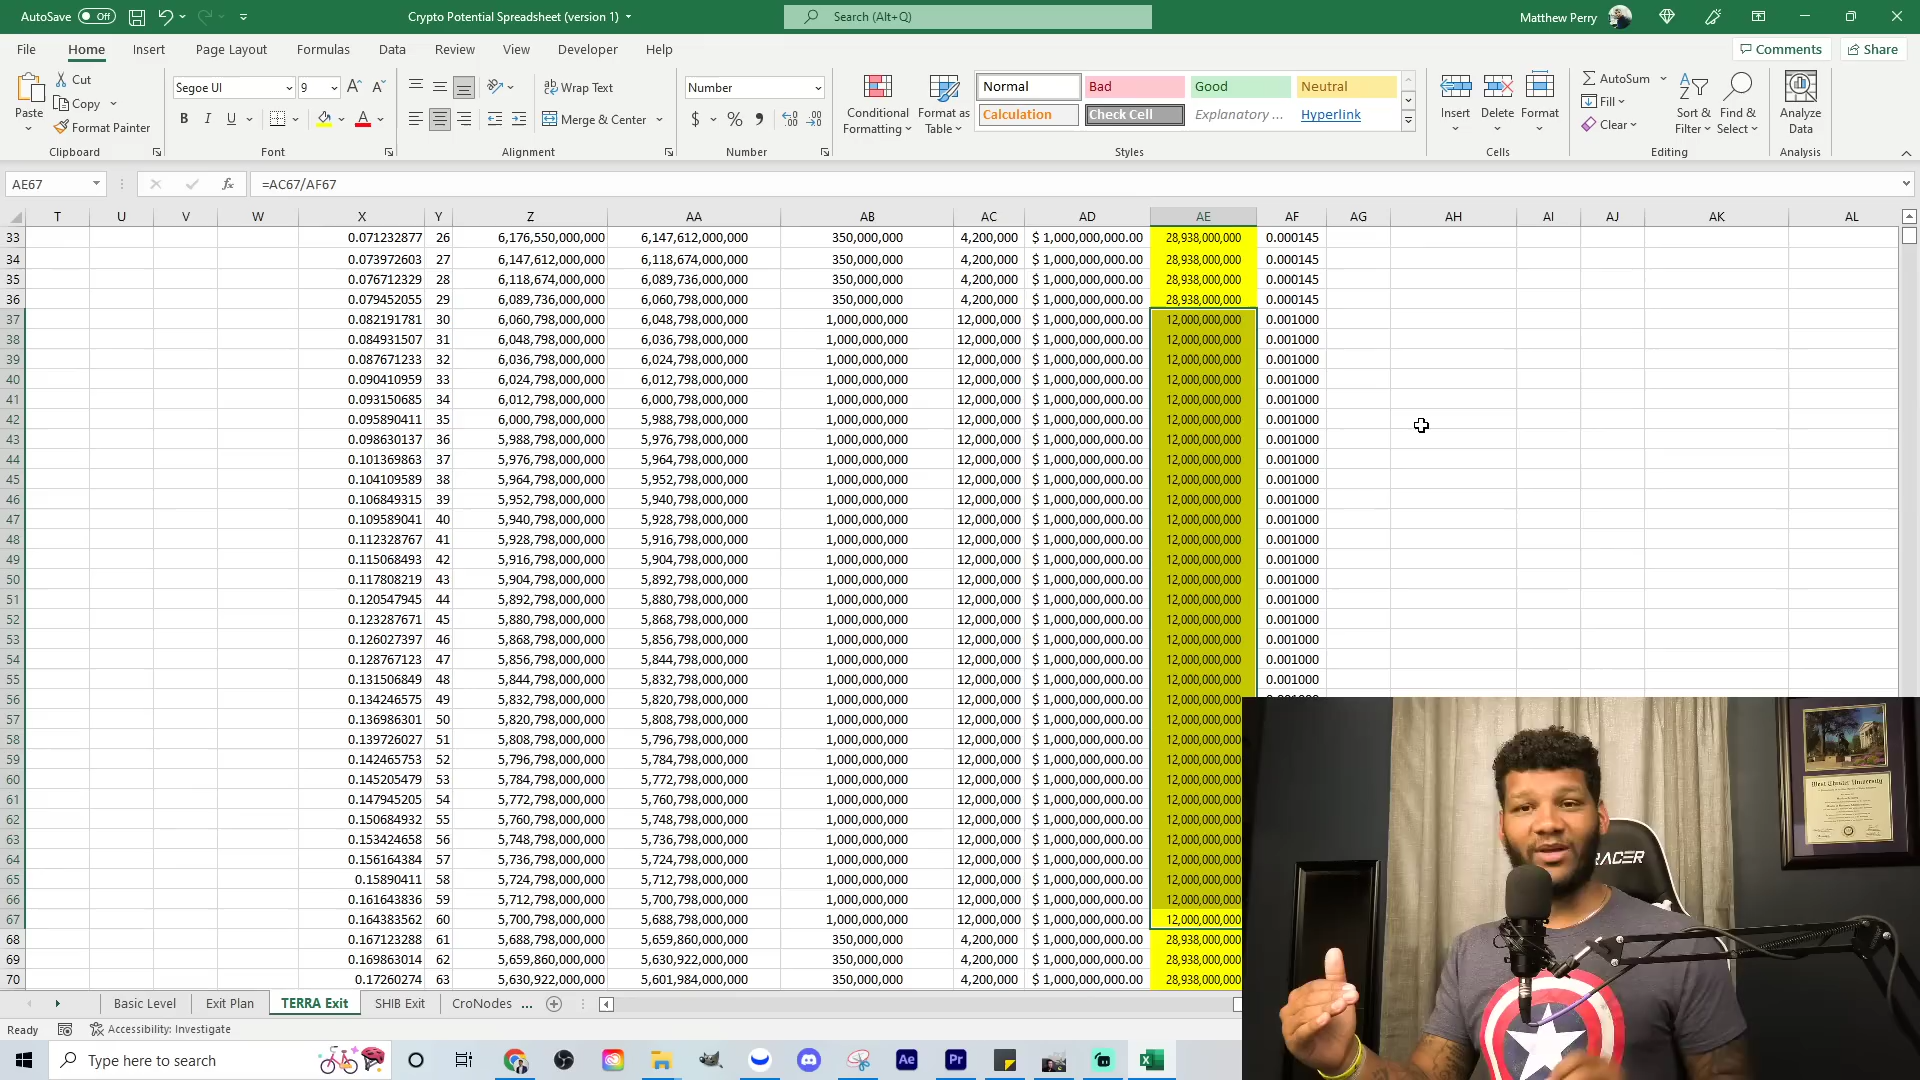 AutoSave Off Crypto Potential Spreadsheet (version 1) Search (Alt+Q) Matthew Perry
File Home Insert Page Layout Formulas Data Review View Developer Help Comments Share
Paste Cut Copy Format Painter
Segoe UI 9 B I U
Wrap Text Merge & Center
Number $ % 9
Conditional Formatting Format as Table
Normal Bad Good Neutral
Calculation Check Cell Explanatory ... Hyperlink
Insert Delete Format
AutoSum Fill Clear Sort & Filter Find & Select Analyze Data
Clipboard Font Alignment Number Styles Cells Editing Analysis
AE67 fx =AC67/AF67
T U V W X Y Z AA AB AC AD AE AF AG AH AI AJ AK AL
33 0.071232877 26 6,176,550,000,000 6,147,612,000,000 350,000,000 4,200,000 $ 1,000,000,000.00 28,938,000,000 0.000145
34 0.073972603 27 6,147,612,000,000 6,118,674,000,000 350,000,000 4,200,000 $ 1,000,000,000.00 28,938,000,000 0.000145
35 0.076712329 28 6,118,674,000,000 6,089,736,000,000 350,000,000 4,200,000 $ 1,000,000,000.00 28,938,000,000 0.000145
36 0.079452055 29 6,089,736,000,000 6,060,798,000,000 350,000,000 4,200,000 $ 1,000,000,000.00 28,938,000,000 0.000145
37 0.082191781 30 6,060,798,000,000 6,048,798,000,000 1,000,000,000 12,000,000 $ 1,000,000,000.00 12,000,000,000 0.001000
38 0.084931507 31 6,048,798,000,000 6,036,798,000,000 1,000,000,000 12,000,000 $ 1,000,000,000.00 12,000,000,000 0.001000
39 0.087671233 32 6,036,798,000,000 6,024,798,000,000 1,000,000,000 12,000,000 $ 1,000,000,000.00 12,000,000,000 0.001000
40 0.090410959 33 6,024,798,000,000 6,012,798,000,000 1,000,000,000 12,000,000 $ 1,000,000,000.00 12,000,000,000 0.001000
41 0.093150685 34 6,012,798,000,000 6,000,798,000,000 1,000,000,000 12,000,000 $ 1,000,000,000.00 12,000,000,000 0.001000
42 0.095890411 35 6,000,798,000,000 5,988,798,000,000 1,000,000,000 12,000,000 $ 1,000,000,000.00 12,000,000,000 0.001000
43 0.098630137 36 5,988,798,000,000 5,976,798,000,000 1,000,000,000 12,000,000 $ 1,000,000,000.00 12,000,000,000 0.001000
44 0.101369863 37 5,976,798,000,000 5,964,798,000,000 1,000,000,000 12,000,000 $ 1,000,000,000.00 12,000,000,000 0.001000
45 0.104109589 38 5,964,798,000,000 5,952,798,000,000 1,000,000,000 12,000,000 $ 1,000,000,000.00 12,000,000,000 0.001000
46 0.106849315 39 5,952,798,000,000 5,940,798,000,000 1,000,000,000 12,000,000 $ 1,000,000,000.00 12,000,000,000 0.001000
47 0.109589041 40 5,940,798,000,000 5,928,798,000,000 1,000,000,000 12,000,000 $ 1,000,000,000.00 12,000,000,000 0.001000
48 0.112328767 41 5,928,798,000,000 5,916,798,000,000 1,000,000,000 12,000,000 $ 1,000,000,000.00 12,000,000,000 0.001000
49 0.115068493 42 5,916,798,000,000 5,904,798,000,000 1,000,000,000 12,000,000 $ 1,000,000,000.00 12,000,000,000 0.001000
50 0.117808219 43 5,904,798,000,000 5,892,798,000,000 1,000,000,000 12,000,000 $ 1,000,000,000.00 12,000,000,000 0.001000
51 0.120547945 44 5,892,798,000,000 5,880,798,000,000 1,000,000,000 12,000,000 $ 1,000,000,000.00 12,000,000,000 0.001000
52 0.123287671 45 5,880,798,000,000 5,868,798,000,000 1,000,000,000 12,000,000 $ 1,000,000,000.00 12,000,000,000 0.001000
53 0.126027397 46 5,868,798,000,000 5,856,798,000,000 1,000,000,000 12,000,000 $ 1,000,000,000.00 12,000,000,000 0.001000
54 0.128767123 47 5,856,798,000,000 5,844,798,000,000 1,000,000,000 12,000,000 $ 1,000,000,000.00 12,000,000,000 0.001000
55 0.131506849 48 5,844,798,000,000 5,832,798,000,000 1,000,000,000 12,000,000 $ 1,000,000,000.00 12,000,000,000 0.001000
56 0.134246575 49 5,832,798,000,000 5,820,798,000,000 1,000,000,000 12,000,000 $ 1,000,000,000.00 12,000,000,000
57 0.136986301 50 5,820,798,000,000 5,808,798,000,000 1,000,000,000 12,000,000 $ 1,000,000,000.00 12,000,000,000
58 0.139726027 51 5,808,798,000,000 5,796,798,000,000 1,000,000,000 12,000,000 $ 1,000,000,000.00 12,000,000,000
59 0.142465753 52 5,796,798,000,000 5,784,798,000,000 1,000,000,000 12,000,000 $ 1,000,000,000.00 12,000,000,000
60 0.145205479 53 5,784,798,000,000 5,772,798,000,000 1,000,000,000 12,000,000 $ 1,000,000,000.00 12,000,000,000
61 0.147945205 54 5,772,798,000,000 5,760,798,000,000 1,000,000,000 12,000,000 $ 1,000,000,000.00 12,000,000,000
62 0.150684932 55 5,760,798,000,000 5,748,798,000,000 1,000,000,000 12,000,000 $ 1,000,000,000.00 12,000,000,000
63 0.153424658 56 5,748,798,000,000 5,736,798,000,000 1,000,000,000 12,000,000 $ 1,000,000,000.00 12,000,000,000
64 0.156164384 57 5,736,798,000,000 5,724,798,000,000 1,000,000,000 12,000,000 $ 1,000,000,000.00 12,000,000,000
65 0.15890411 58 5,724,798,000,000 5,712,798,000,000 1,000,000,000 12,000,000 $ 1,000,000,000.00 12,000,000,000
66 0.161643836 59 5,712,798,000,000 5,700,798,000,000 1,000,000,000 12,000,000 $ 1,000,000,000.00 12,000,000,000
67 0.164383562 60 5,700,798,000,000 5,688,798,000,000 1,000,000,000 12,000,000 $ 1,000,000,000.00 12,000,000,000
68 0.167123288 61 5,688,798,000,000 5,659,860,000,000 350,000,000 4,200,000 $ 1,000,000,000.00 28,938,000,000
69 0.169863014 62 5,659,860,000,000 5,630,922,000,000 350,000,000 4,200,000 $ 1,000,000,000.00 28,938,000,000
70 0.17260274 63 5,630,922,000,000 5,601,984,000,000 350,000,000 4,200,000 $ 1,000,000,000.00 28,938,000,000
RACER
Basic Level Exit Plan TERRA Exit SHIB Exit CroNodes ...
Ready Accessibility: Investigate
Type here to search Ae Pr